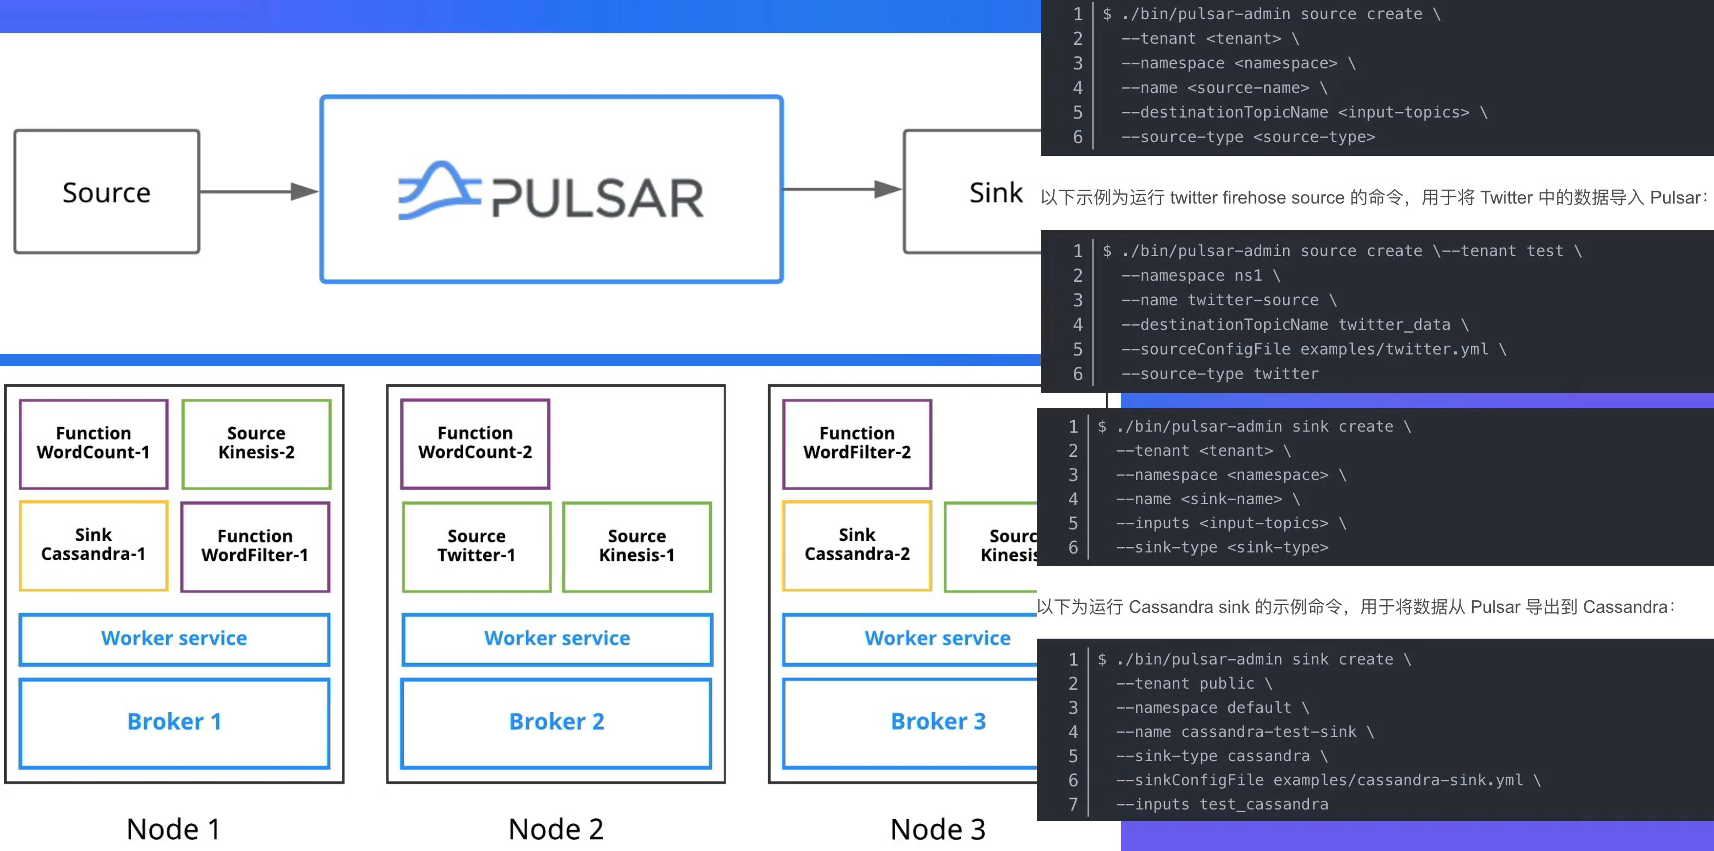 Source
PULSAR
Sink
Function
WordCount-1
Source
Kinesis-2
Sink
Cassandra-1
Function
WordFilter-1
Worker service
Broker 1
Node 1
Function
WordCount-2
Source
Twitter-1
Source
Kinesis-1
Worker service
Broker 2
Node 2
Function
WordFilter-2
Sink
Cassandra-2
Sourc
Kinesis
Worker service
Broker 3
Node 3
1 $ ./bin/pulsar-admin source create \
2 --tenant <tenant> \
3 --namespace <namespace> \
4 --name <source-name> \
5 --destinationTopicName <input-topics> \
6 --source-type <source-type>
以下示例为运行 twitter firehose source 的命令，用于将 Twitter 中的数据导入 Pulsar：
1 $ ./bin/pulsar-admin source create \--tenant test \
2 --namespace ns1 \
3 --name twitter-source \
4 --destinationTopicName twitter_data \
5 --sourceConfigFile examples/twitter.yml \
6 --source-type twitter
1 $ ./bin/pulsar-admin sink create \
2 --tenant <tenant> \
3 --namespace <namespace> \
4 --name <sink-name> \
5 --inputs <input-topics> \
6 --sink-type <sink-type>
以下为运行 Cassandra sink 的示例命令，用于将数据从 Pulsar 导出到 Cassandra：
1 $ ./bin/pulsar-admin sink create \
2 --tenant public \
3 --namespace default \
4 --name cassandra-test-sink \
5 --sink-type cassandra \
6 --sinkConfigFile examples/cassandra-sink.yml \
7 --inputs test_cassandra